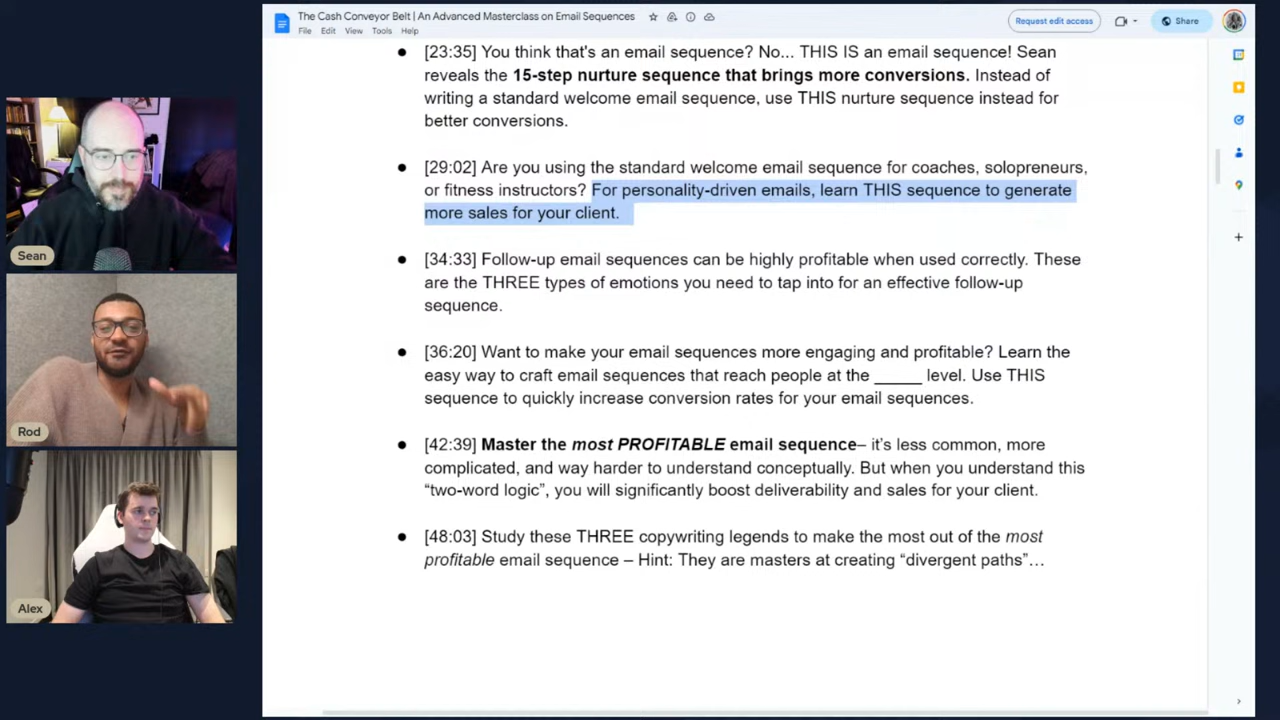 The Cash Conveyor Belt | An Advanced Masterclass on Email Sequences
File Edit View Tools Help
Request edit access
Share
● [23:35] You think that's an email sequence? No... THIS IS an email sequence! Sean
reveals the 15-step nurture sequence that brings more conversions. Instead of
writing a standard welcome email sequence, use THIS nurture sequence instead for
better conversions.
● [29:02] Are you using the standard welcome email sequence for coaches, solopreneurs,
or fitness instructors? For personality-driven emails, learn THIS sequence to generate
more sales for your client.
● [34:33] Follow-up email sequences can be highly profitable when used correctly. These
are the THREE types of emotions you need to tap into for an effective follow-up
sequence.
● [36:20] Want to make your email sequences more engaging and profitable? Learn the
easy way to craft email sequences that reach people at the _____ level. Use THIS
sequence to quickly increase conversion rates for your email sequences.
● [42:39] Master the most PROFITABLE email sequence– it’s less common, more
complicated, and way harder to understand conceptually. But when you understand this
“two-word logic”, you will significantly boost deliverability and sales for your client.
● [48:03] Study these THREE copywriting legends to make the most out of the most
profitable email sequence – Hint: They are masters at creating “divergent paths”…
Sean
Rod
Alex